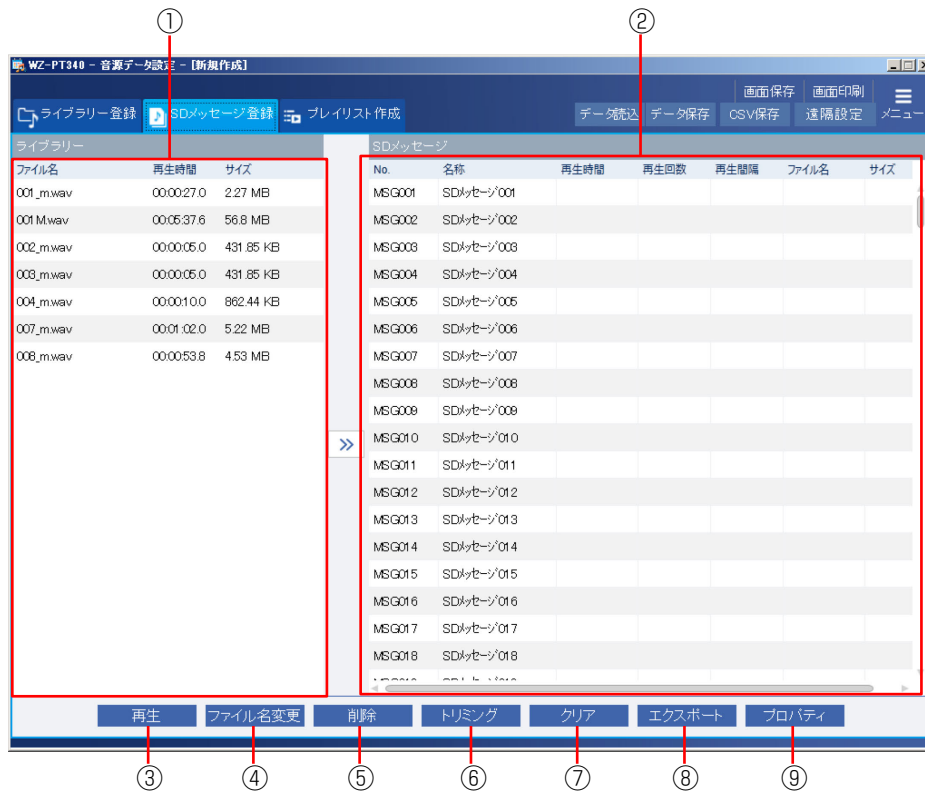 ① ②
WZ-PT340 - 音源データ設定 - [新規作成]
画面保存 画面印刷
ライブラリー登録 SDメッセージ登録 プレイリスト作成 データ読込 データ保存 CSV保存 遠隔設定 メニュー
ライブラリー SDメッセージ
ファイル名 再生時間 サイズ No. 名称 再生時間 再生回数 再生間隔 ファイル名 サイズ
001_m.wav 00:00:27.0 2.27 MB MSG001 SDメッセージ001
001M.wav 00:05:37.6 56.8 MB MSG002 SDメッセージ002
002_m.wav 00:00:05.0 431.85 KB MSG003 SDメッセージ003
003_m.wav 00:00:05.0 431.85 KB MSG004 SDメッセージ004
004_m.wav 00:00:10.0 862.44 KB MSG005 SDメッセージ005
007_m.wav 00:01:02.0 5.22 MB MSG006 SDメッセージ006
008_m.wav 00:00:53.8 4.53 MB MSG007 SDメッセージ007
MSG008 SDメッセージ008
MSG009 SDメッセージ009
MSG010 SDメッセージ010
MSG011 SDメッセージ011
MSG012 SDメッセージ012
MSG013 SDメッセージ013
MSG014 SDメッセージ014
MSG015 SDメッセージ015
MSG016 SDメッセージ016
MSG017 SDメッセージ017
MSG018 SDメッセージ018
再生 ファイル名変更 削除 トリミング クリア エクスポート プロパティ
③ ④ ⑤ ⑥ ⑦ ⑧ ⑨